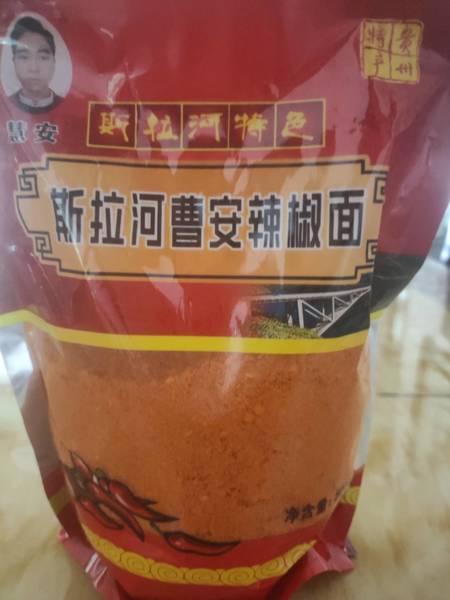 贵州
特产
慧安
斯拉河特色
斯拉河曹安辣椒面
净含量: